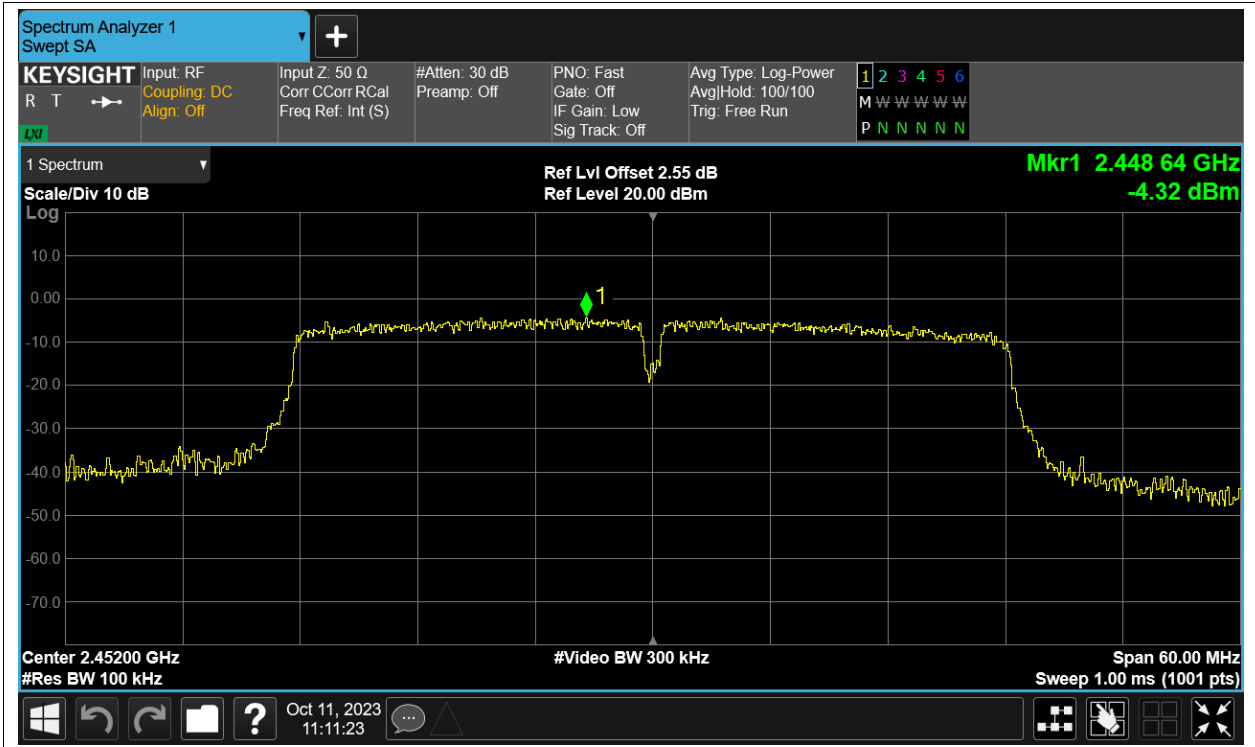 Spectrum Analyzer 1
Swept SA
+
KEYSIGHT
R T
LXI
Input: RF
Coupling: DC
Align: Off
Input Z: 50 Ω
Corr CCorr RCal
Freq Ref: Int (S)
#Atten: 30 dB
Preamp: Off
PNO: Fast
Gate: Off
IF Gain: Low
Sig Track: Off
Avg Type: Log-Power
Avg|Hold: 100/100
Trig: Free Run
1 2 3 4 5 6
M W W W W W
P N N N N N
1 Spectrum
Scale/Div 10 dB
Log
Ref Lvl Offset 2.55 dB
Ref Level 20.00 dBm
Mkr1 2.448 64 GHz
-4.32 dBm
1
10.0
0.00
-10.0
-20.0
-30.0
-40.0
-50.0
-60.0
-70.0
Center 2.45200 GHz
#Res BW 100 kHz
#Video BW 300 kHz
Span 60.00 MHz
Sweep 1.00 ms (1001 pts)
?
Oct 11, 2023
11:11:23